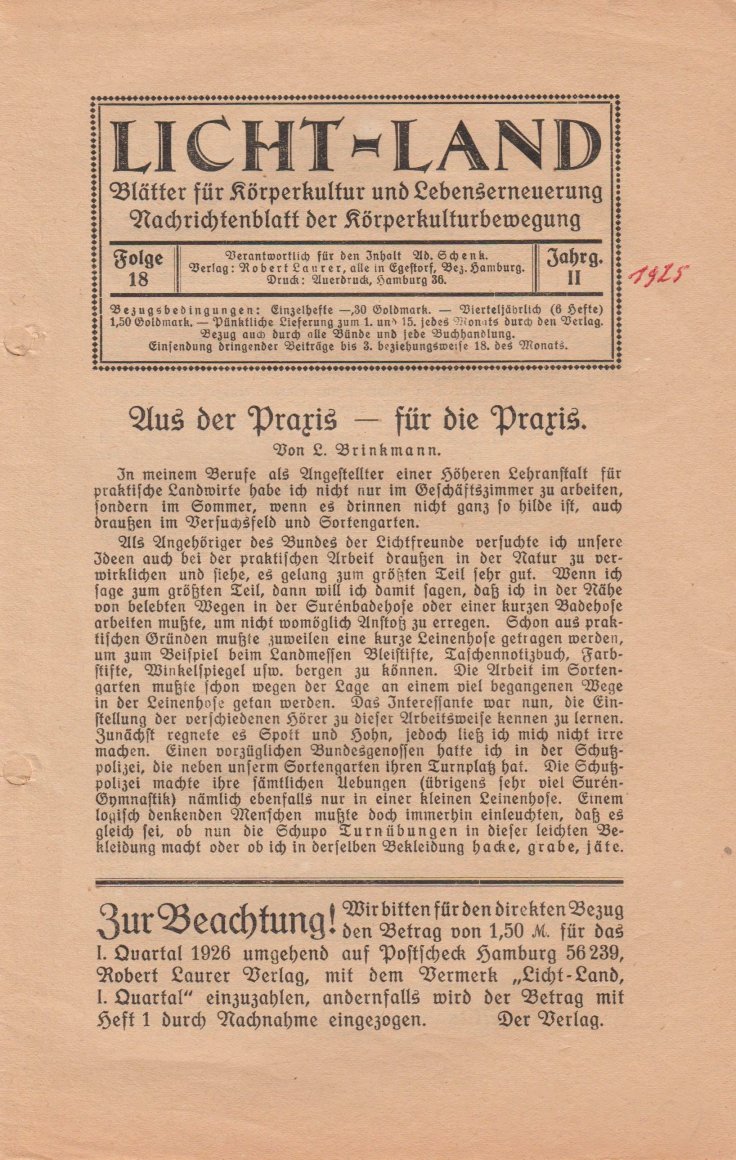 LICHT-LAND
Blätter für Körperkultur und Lebenserneuerung
Nachrichtenblatt der Körperkulturbewegung
Folge
18
Verantwortlich für den Inhalt Ad. Schenk.
Verlag: Robert Laurer, alle in Egestorf, Bez. Hamburg.
Druck: Auerdruck, Hamburg 36.
Jahrg.
II
1925
Bezugsbedingungen: Einzelhefte —,30 Goldmark. — Vierteljährlich (6 Hefte)
1,50 Goldmark. — Pünktliche Lieferung zum 1. und 15. jedes Monats durch den Verlag.
Bezug auch durch alle Bünde und jede Buchhandlung.
Einsendung dringender Beiträge bis 3. beziehungsweise 18. des Monats.
Aus der Praxis — für die Praxis.
Von L. Brinkmann.
In meinem Berufe als Angestellter einer Höheren Lehranstalt für
praktische Landwirte habe ich nicht nur im Geschäftszimmer zu arbeiten,
sondern im Sommer, wenn es drinnen nicht ganz so hilde ist, auch
draußen im Versuchsfeld und Sortengarten.
Als Angehöriger des Bundes der Lichtfreunde versuchte ich unsere
Ideen auch bei der praktischen Arbeit draußen in der Natur zu ver-
wirklichen und siehe, es gelang zum größten Teil sehr gut. Wenn ich
sage zum größten Teil, dann will ich damit sagen, daß ich in der Nähe
von belebten Wegen in der Surénbadehose oder einer kurzen Badehose
arbeiten mußte, um nicht womöglich Anstoß zu erregen. Schon aus prak-
tischen Gründen mußte zuweilen eine kurze Leinenhose getragen werden,
um zum Beispiel beim Landmessen Bleistifte, Taschennotizbuch, Farb-
stifte, Winkelspiegel usw. bergen zu können. Die Arbeit im Sorten-
garten mußte schon wegen der Lage an einem viel begangenen Wege
in der Leinenhose getan werden. Das Interessante war nun, die Ein-
stellung der verschiedenen Hörer zu dieser Arbeitsweise kennen zu lernen.
Zunächst regnete es Spott und Hohn, jedoch ließ ich mich nicht irre
machen. Einen vorzüglichen Bundesgenossen hatte ich in der Schutz-
polizei, die neben unserm Sortengarten ihren Turnplatz hat. Die Schutz-
polizei machte ihre sämtlichen Uebungen (übrigens sehr viel Surén-
Gymnastik) nämlich ebenfalls nur in einer kleinen Leinenhose. Einem
logisch denkenden Menschen mußte doch immerhin einleuchten, daß es
gleich sei, ob nun die Schupo Turnübungen in dieser leichten Be-
kleidung macht oder ob ich in derselben Bekleidung hacke, grabe, jäte.
Zur Beachtung! Wir bitten für den direkten Bezug
den Betrag von 1,50 M. für das
I. Quartal 1926 umgehend auf Postscheck Hamburg 56239,
Robert Laurer Verlag, mit dem Vermerk „Licht-Land,
I. Quartal“ einzuzahlen, andernfalls wird der Betrag mit
Heft 1 durch Nachnahme eingezogen. Der Verlag.